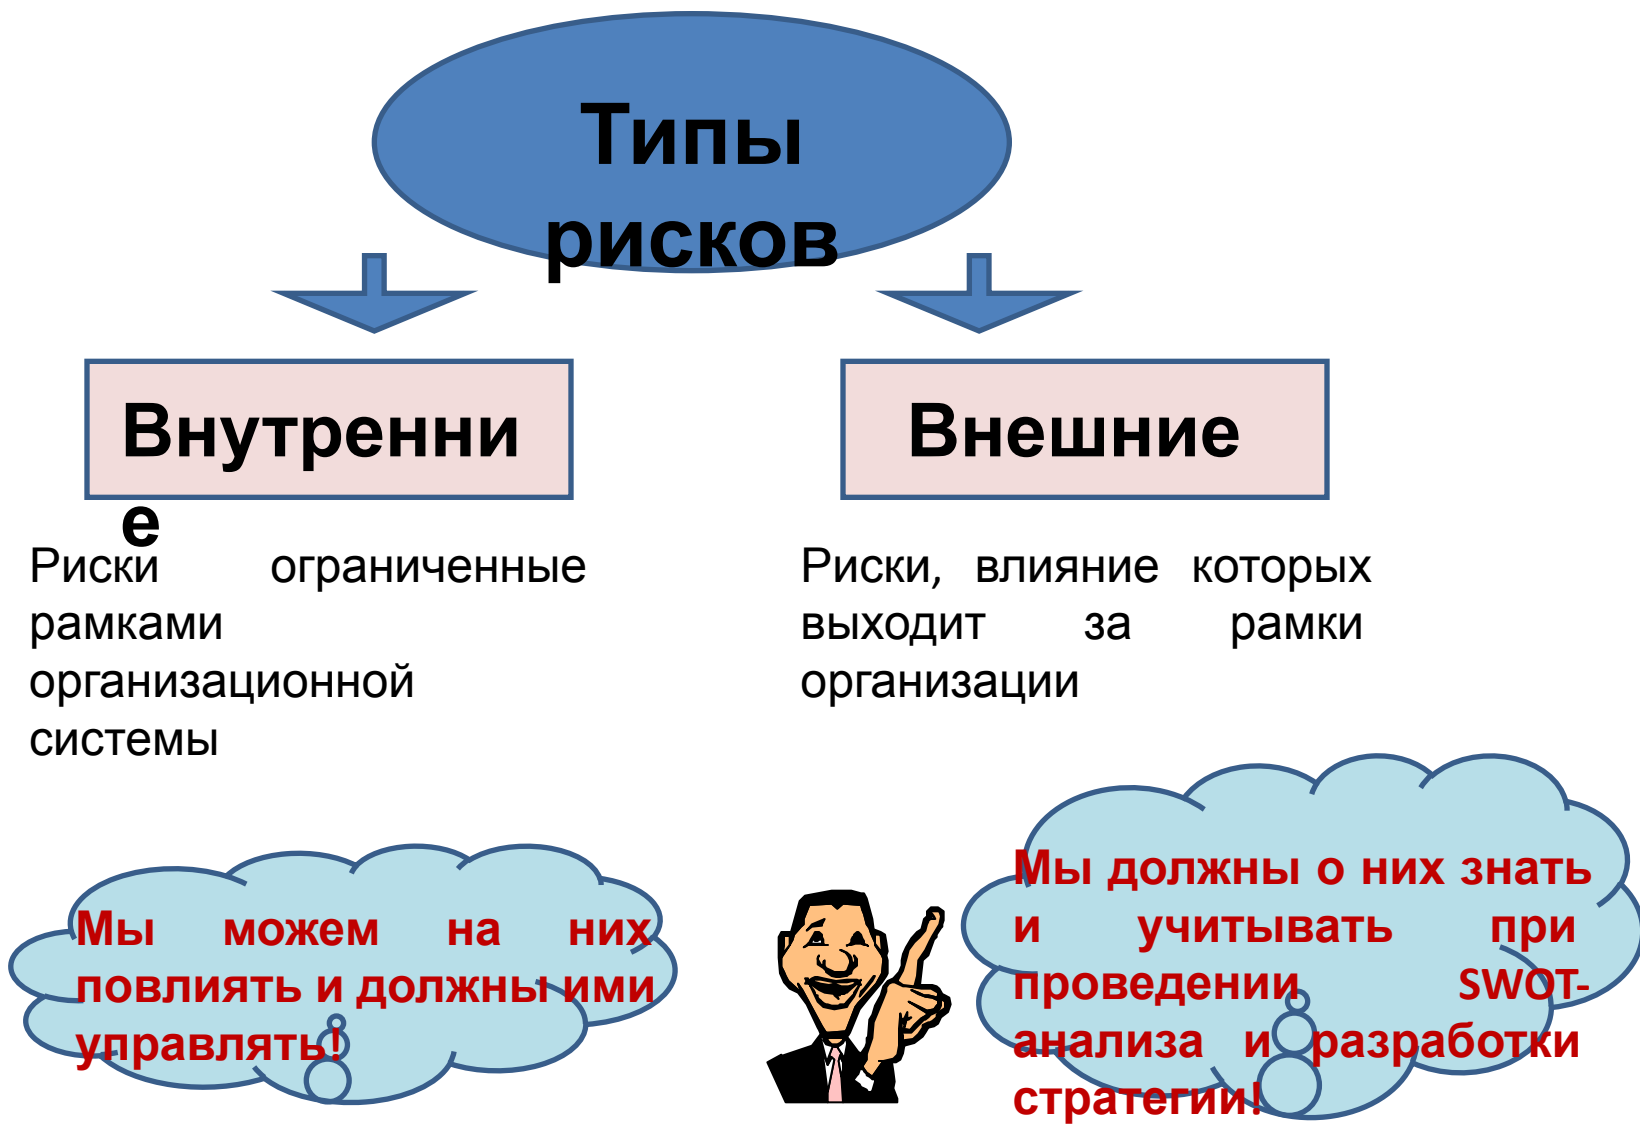 Типы
рисков
Внутренни
е
Внешние
Риски ограниченные
рамками
организационной
системы
Риски, влияние которых
выходит за рамки
организации
Мы можем на них
повлиять и должны ими
управлять!
Мы должны о них знать
и учитывать при
проведении SWOT-
анализа и разработки
стратегии!